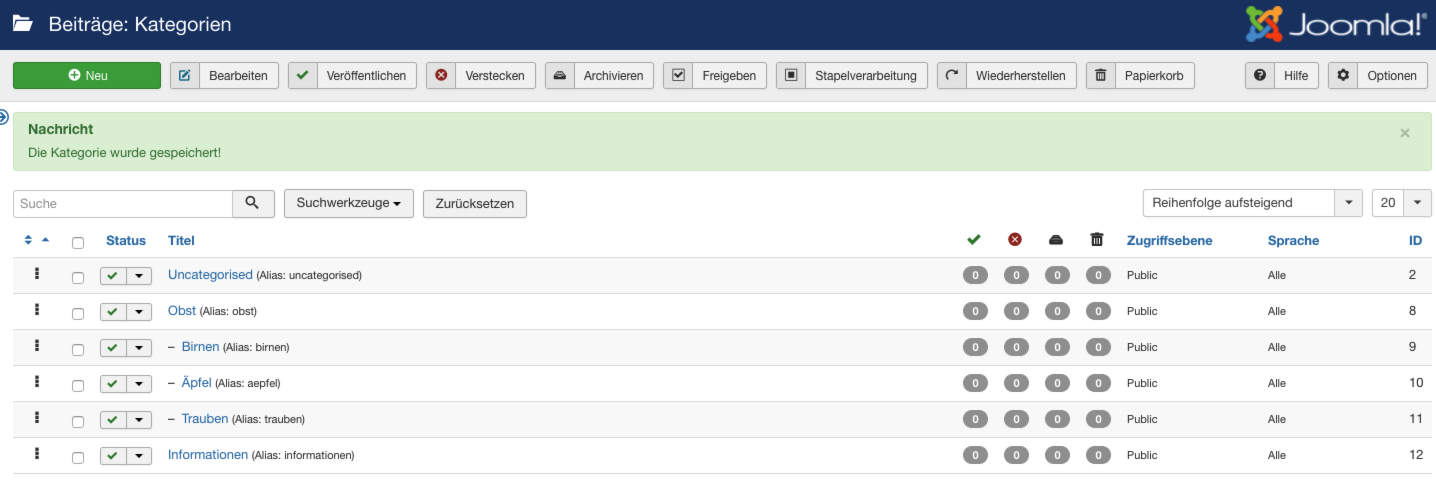 Beiträge: Kategorien Joomla!®
Neu Bearbeiten Veröffentlichen Verstecken Archivieren Freigeben Stapelverarbeitung Wiederherstellen Papierkorb Hilfe Optionen
Nachricht ×
Die Kategorie wurde gespeichert!
Suche Suchwerkzeuge Zurücksetzen Reihenfolge aufsteigend 20
Status Titel Zugriffsebene Sprache ID
Uncategorised (Alias: uncategorised) 0 0 0 0 Public Alle 2
Obst (Alias: obst) 0 0 0 0 Public Alle 8
– Birnen (Alias: birnen) 0 0 0 0 Public Alle 9
– Äpfel (Alias: aepfel) 0 0 0 0 Public Alle 10
– Trauben (Alias: trauben) 0 0 0 0 Public Alle 11
Informationen (Alias: informationen) 0 0 0 0 Public Alle 12